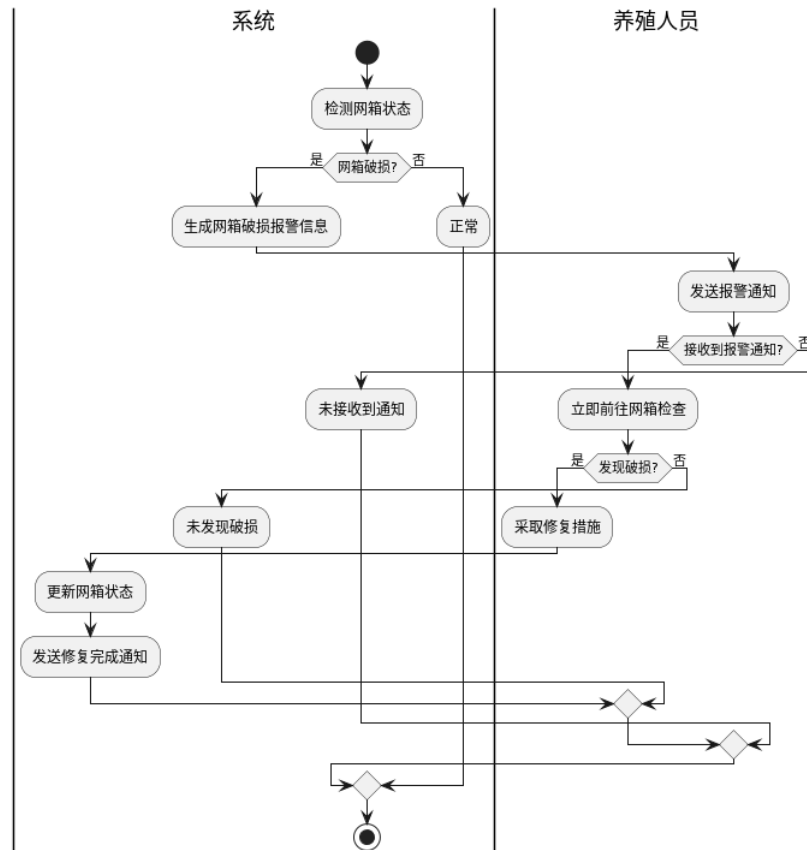 系统
养殖人员
检测网箱状态
是
网箱破损?
否
生成网箱破损报警信息
正常
发送报警通知
是
接收到报警通知?
否
未接收到通知
立即前往网箱检查
是
发现破损?
否
未发现破损
采取修复措施
更新网箱状态
发送修复完成通知